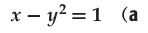 x − y² = 1 (a